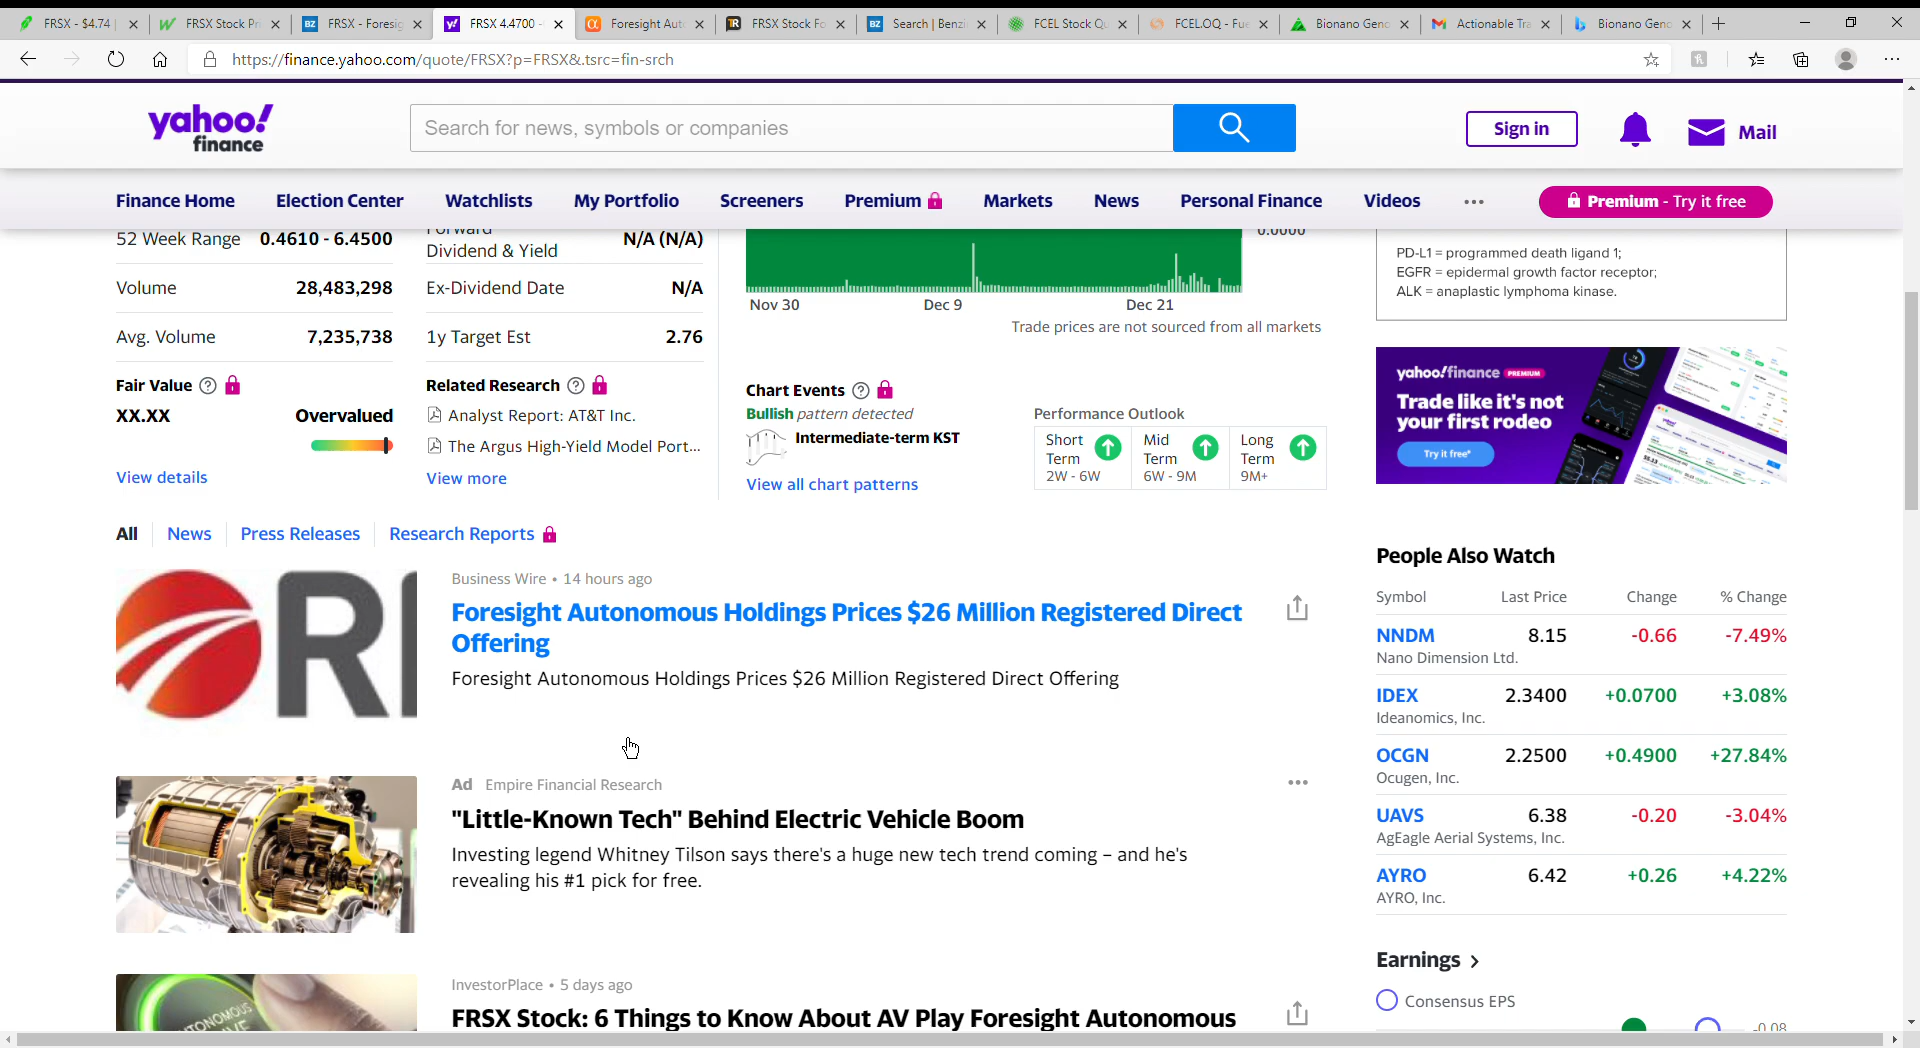 FRSX - $4.74
FRSX Stock Pri
FRSX - Foresig
FRSX 4.4700 -
Foresight Aut
FRSX Stock Fo
Search | Benzi
FCEL Stock Qu
FCEL.OQ - Fue
Bionano Geno
Actionable Tra
Bionano Geno
https://finance.yahoo.com/quote/FRSX?p=FRSX&.tsrc=fin-srch
yahoo!
finance
Search for news, symbols or companies
Sign in
Mail
Finance Home Election Center Watchlists My Portfolio Screeners Premium Markets News Personal Finance Videos ... Premium - Try it free
52 Week Range 0.4610 - 6.4500
Volume 28,483,298
Avg. Volume 7,235,738
Forward
Dividend & Yield N/A (N/A)
Ex-Dividend Date N/A
1y Target Est 2.76
0.0000
Nov 30 Dec 9 Dec 21
Trade prices are not sourced from all markets
Fair Value
XX.XX Overvalued
View details
Related Research
Analyst Report: AT&T Inc.
The Argus High-Yield Model Port...
View more
Chart Events
Bullish pattern detected
Intermediate-term KST
View all chart patterns
Performance Outlook
Short
Term
2W - 6W
Mid
Term
6W - 9M
Long
Term
9M+
PD-L1 = programmed death ligand 1;
EGFR = epidermal growth factor receptor;
ALK = anaplastic lymphoma kinase.
yahoo!finance PREMIUM
Trade like it's not
your first rodeo
Try it free*
All News Press Releases Research Reports
Business Wire • 14 hours ago
Foresight Autonomous Holdings Prices $26 Million Registered Direct
Offering
Foresight Autonomous Holdings Prices $26 Million Registered Direct Offering
Ad Empire Financial Research
"Little-Known Tech" Behind Electric Vehicle Boom
Investing legend Whitney Tilson says there's a huge new tech trend coming – and he's
revealing his #1 pick for free.
AUTONOMOUS
InvestorPlace • 5 days ago
FRSX Stock: 6 Things to Know About AV Play Foresight Autonomous
People Also Watch
Symbol Last Price Change % Change
NNDM 8.15 -0.66 -7.49%
Nano Dimension Ltd.
IDEX 2.3400 +0.0700 +3.08%
Ideanomics, Inc.
OCGN 2.2500 +0.4900 +27.84%
Ocugen, Inc.
UAVS 6.38 -0.20 -3.04%
AgEagle Aerial Systems, Inc.
AYRO 6.42 +0.26 +4.22%
AYRO, Inc.
Earnings >
Consensus EPS
-0.08